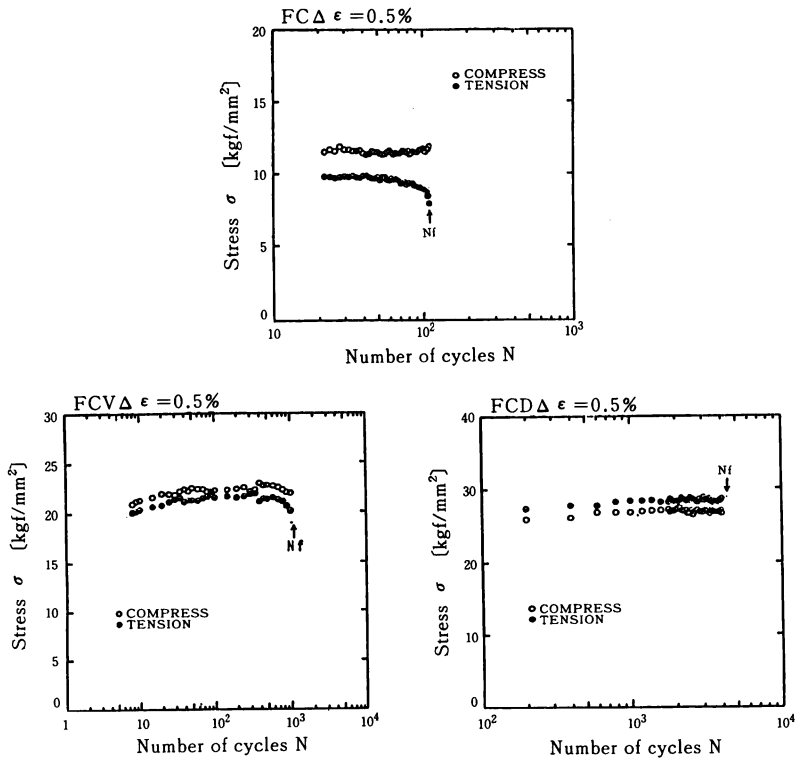 FCΔ ε=0.5%
20
15
10
5
0
Stress σ [kgf/mm²]
○ COMPRESS
● TENSION
Nf
10 10² 10³
Number of cycles N
FCVΔ ε=0.5%
30
25
20
15
10
5
0
Stress σ [kgf/mm²]
Nf
○ COMPRESS
● TENSION
1 10 10² 10³ 10⁴
Number of cycles N
FCDΔ ε=0.5%
40
30
20
10
0
Stress σ [kgf/mm²]
Nf
○ COMPRESS
● TENSION
10² 10³ 10⁴
Number of cycles N